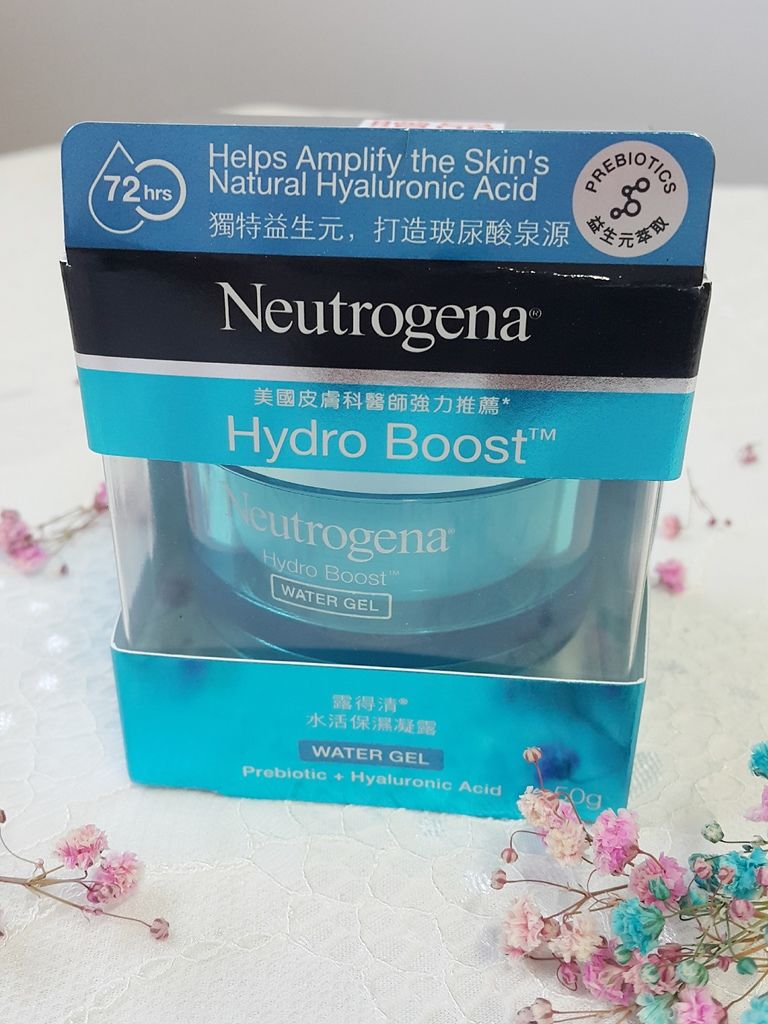 72hrs
Helps Amplify the Skin's
Natural Hyaluronic Acid
獨特益生元，打造玻尿酸泉源
PREBIOTICS
益生元萃取
Neutrogena®
美國皮膚科醫師強力推薦*
Hydro Boost™
Neutrogena®
Hydro Boost™
WATER GEL
露得清®
水活保濕凝露
WATER GEL
Prebiotic + Hyaluronic Acid
50g